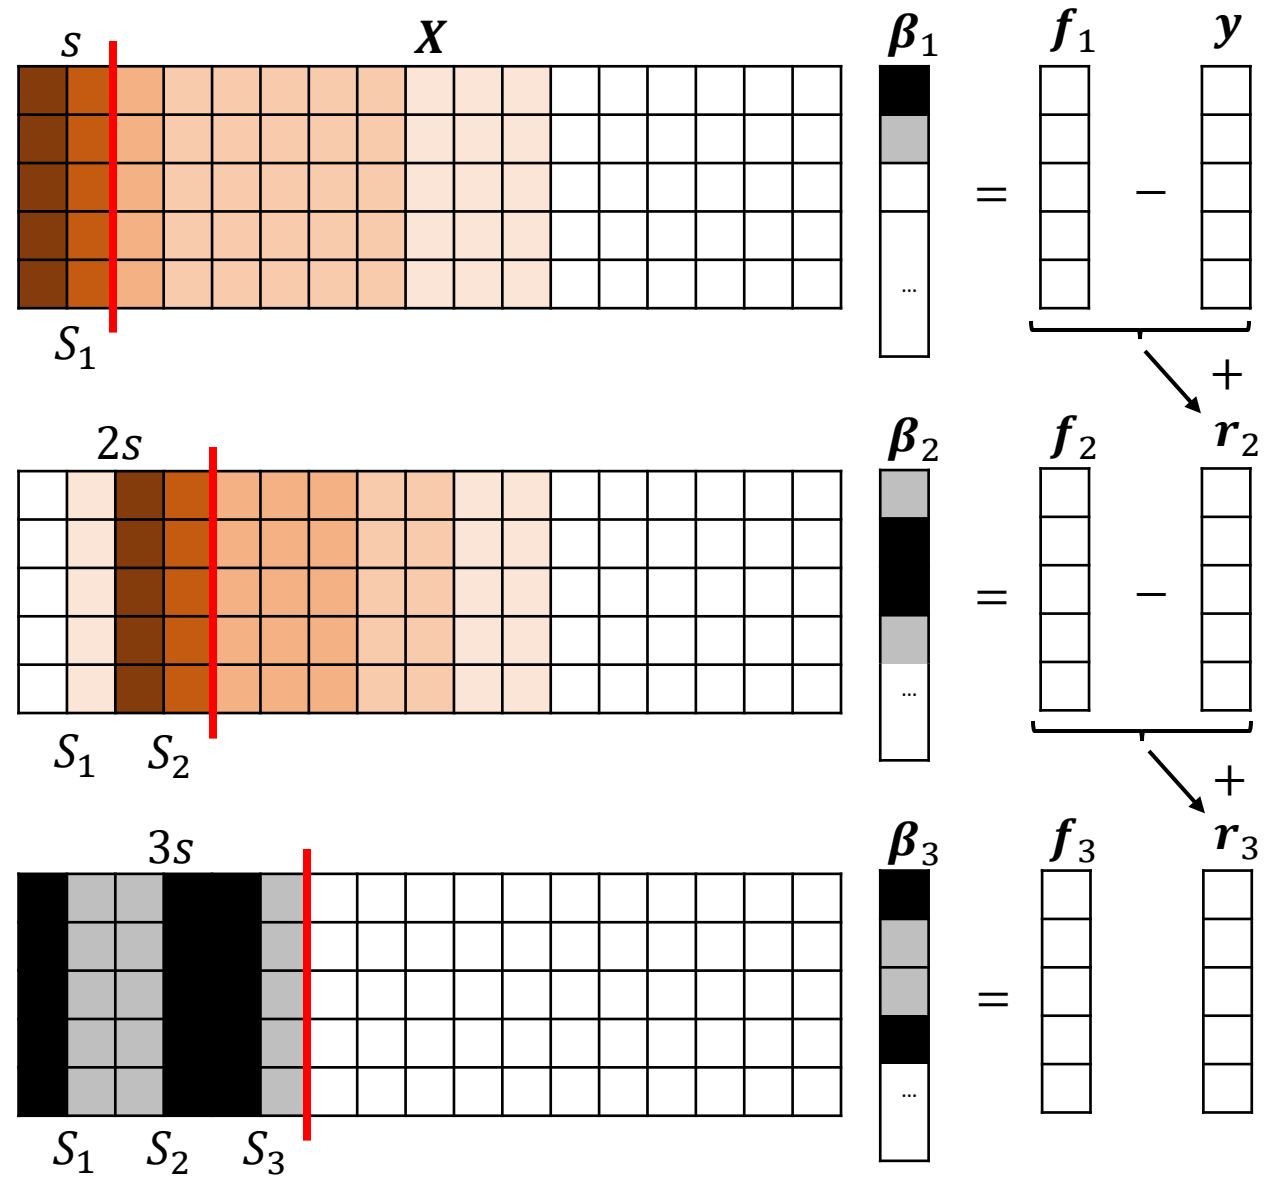 s X β₁ f₁ y
... = −
S₁
+
2s β₂ f₂ r₂
... = −
S₁ S₂
+
3s β₃ f₃ r₃
... =
S₁ S₂ S₃